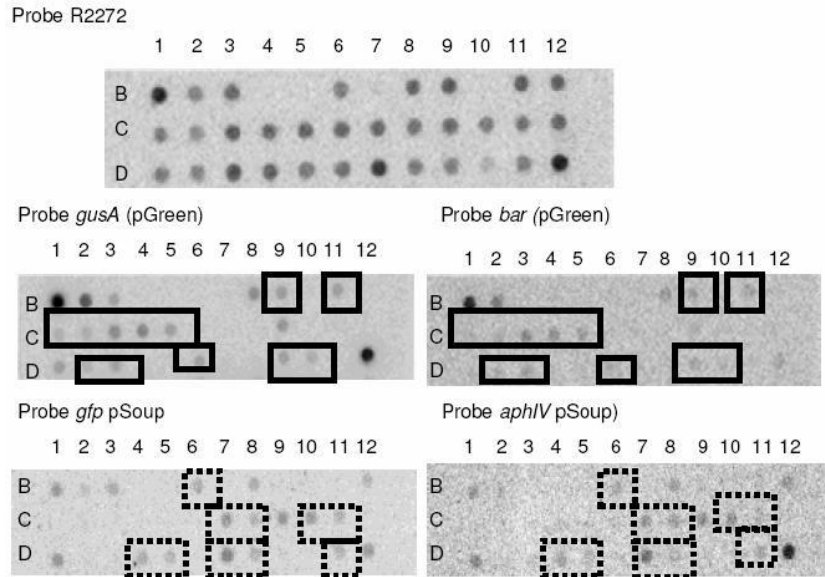 Probe R2272
1 2 3 4 5 6 7 8 9 10 11 12
B
C
D
Probe gusA (pGreen)
1 2 3 4 5 6 7 8 9 10 11 12
B
C
D
Probe bar (pGreen)
1 2 3 4 5 6 7 8 9 10 11 12
B
C
D
Probe gfp pSoup
1 2 3 4 5 6 7 8 9 10 11 12
B
C
D
Probe aphIV pSoup)
1 2 3 4 5 6 7 8 9 10 11 12
B
C
D